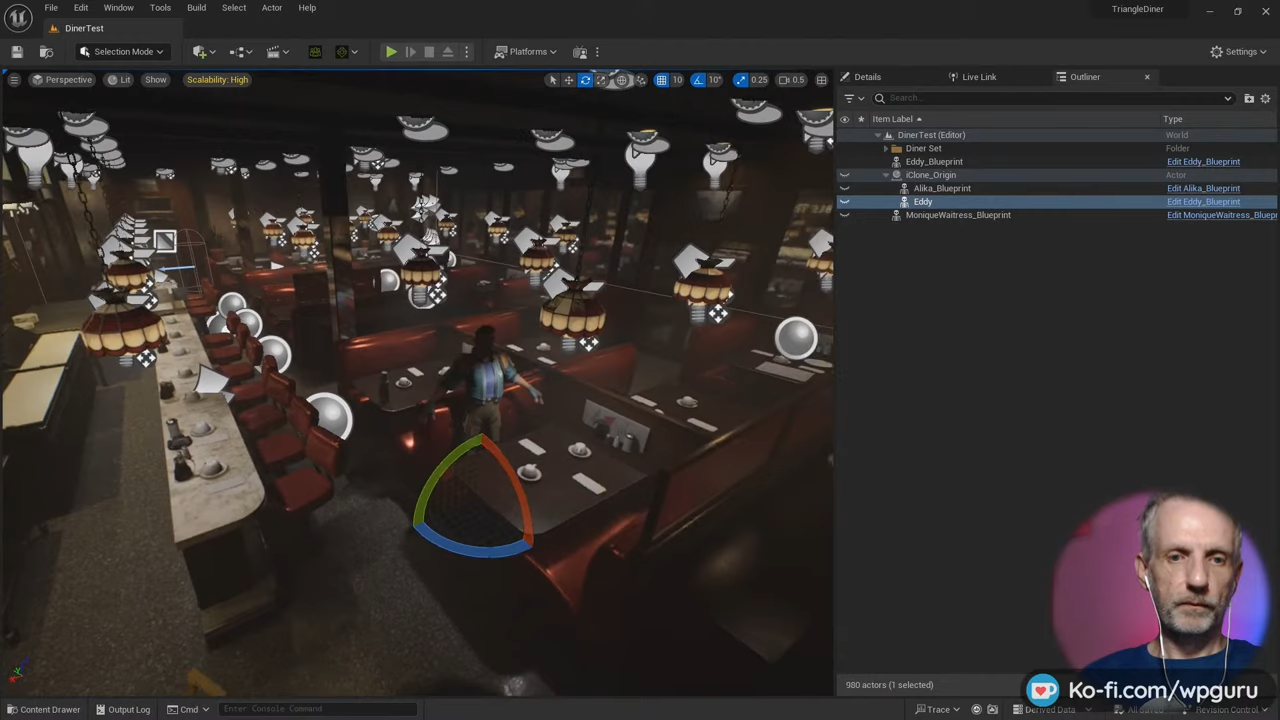 File Edit Window Tools Build Select Actor Help
TriangleDiner
DinerTest
Selection Mode
Platforms
Settings
Perspective Lit Show Scalability: High
10 10° 0.25 0.5
Details Live Link Outliner
Search...
Item Label Type
DinerTest (Editor) World
Diner Set Folder
Eddy_Blueprint Edit Eddy_Blueprint
iClone_Origin Actor
Alika_Blueprint Edit Alika_Blueprint
Eddy Edit Eddy_Blueprint
MoniqueWaitress_Blueprint Edit MoniqueWaitress_Bluep
980 actors (1 selected)
Ko-fi.com/wpguru
Content Drawer Output Log Cmd Enter Console Command
Trace Derived Data Revision Control